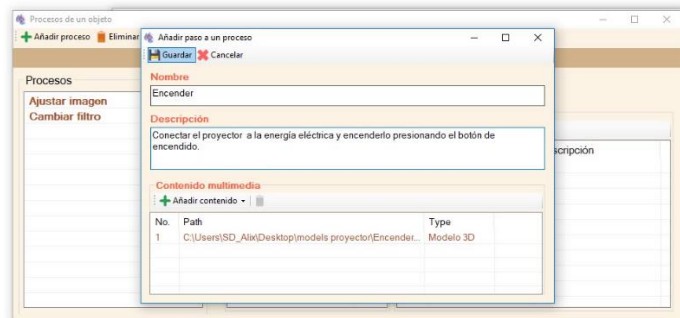 Procesos de un objeto
Añadir proceso Eliminar
Procesos
Ajustar imagen
Cambiar filtro
Añadir paso a un proceso
Guardar Cancelar
Nombre
Encender
Descripción
Conectar el proyector a la energía eléctrica y encenderlo presionando el botón de
encendido.
Contenido multimedia
Añadir contenido
No. Path Type
1 C:\Users\SD_Alix\Desktop\models proyector\Encender... Modelo 3D
scripción